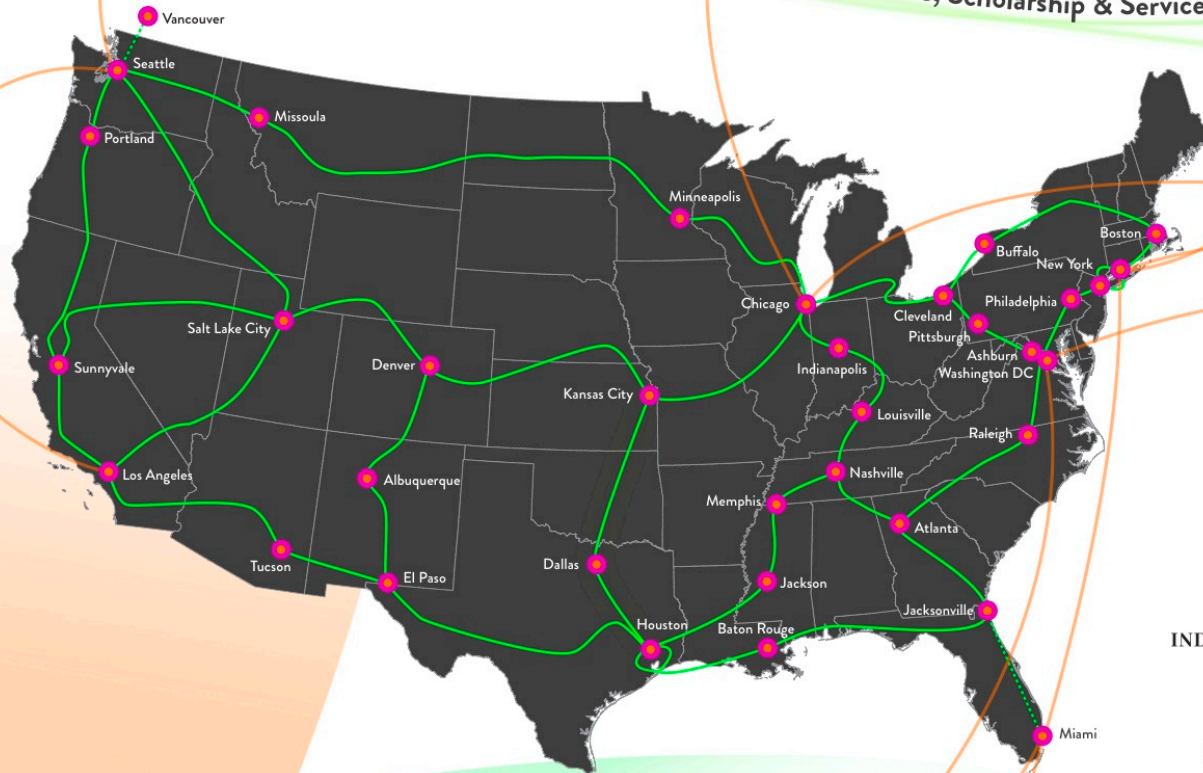 , Scholarship & Service
Vancouver
Seattle
Portland
Missoula
Minneapolis
Boston
Buffalo
New York
Chicago
Cleveland
Philadelphia
Pittsburgh
Salt Lake City
Ashburn
Washington DC
Indianapolis
Sunnyvale
Denver
Kansas City
Louisville
Raleigh
Los Angeles
Albuquerque
Nashville
Memphis
Atlanta
Tucson
El Paso
Dallas
Jackson
Jacksonville
Houston
Baton Rouge
IND
Miami